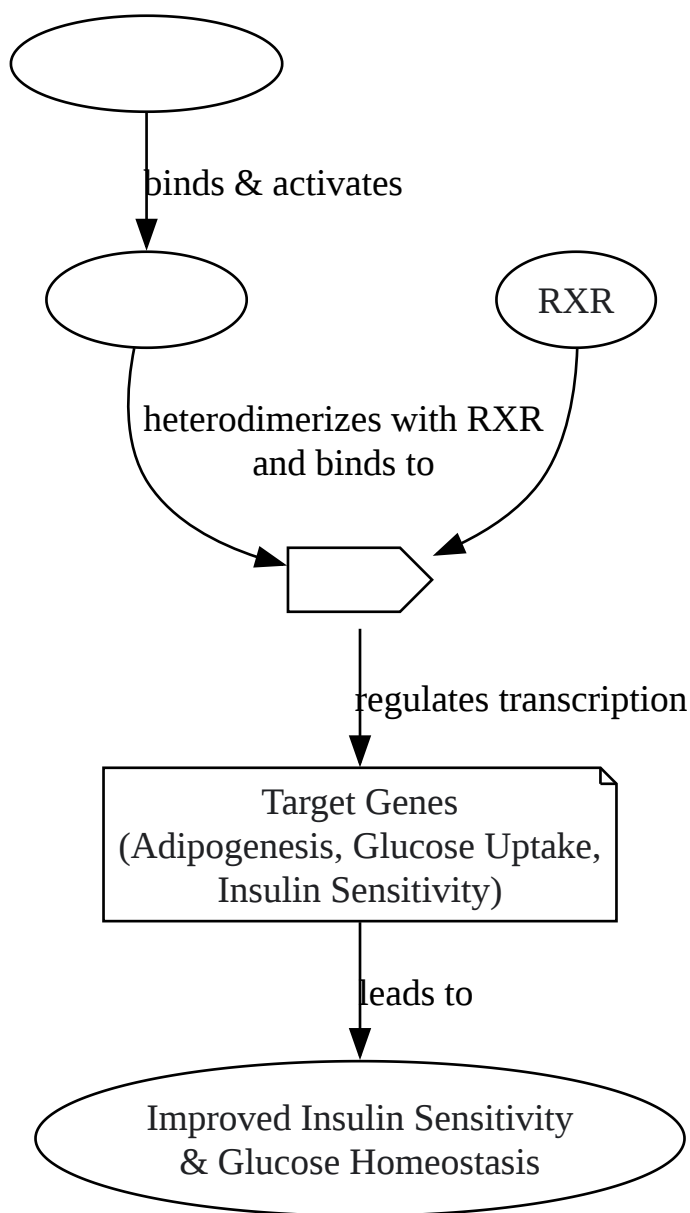 binds & activates
RXR
heterodimerizes with RXR
and binds to
regulates transcription
Target Genes
(Adipogenesis, Glucose Uptake,
Insulin Sensitivity)
leads to
Improved Insulin Sensitivity
& Glucose Homeostasis